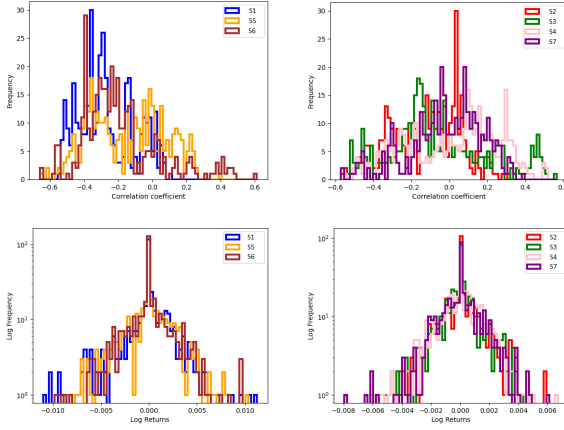 30
25
20
15
10
5
0
Frequency
−0.6 −0.4 −0.2 0.0 0.2 0.4 0.6
Correlation coefficient
S1
S5
S6
30
25
20
15
10
5
0
Frequency
−0.6 −0.4 −0.2 0.0 0.2 0.4
Correlation coefficient
S2
S3
S4
S7
10²
10¹
10⁰
Log Frequency
−0.010 −0.005 0.000 0.005 0.010
Log Returns
S1
S5
S6
10²
10¹
10⁰
Log Frequency
−0.008 −0.006 −0.004 −0.002 0.000 0.002 0.004 0.006
Log Returns
S2
S3
S4
S7